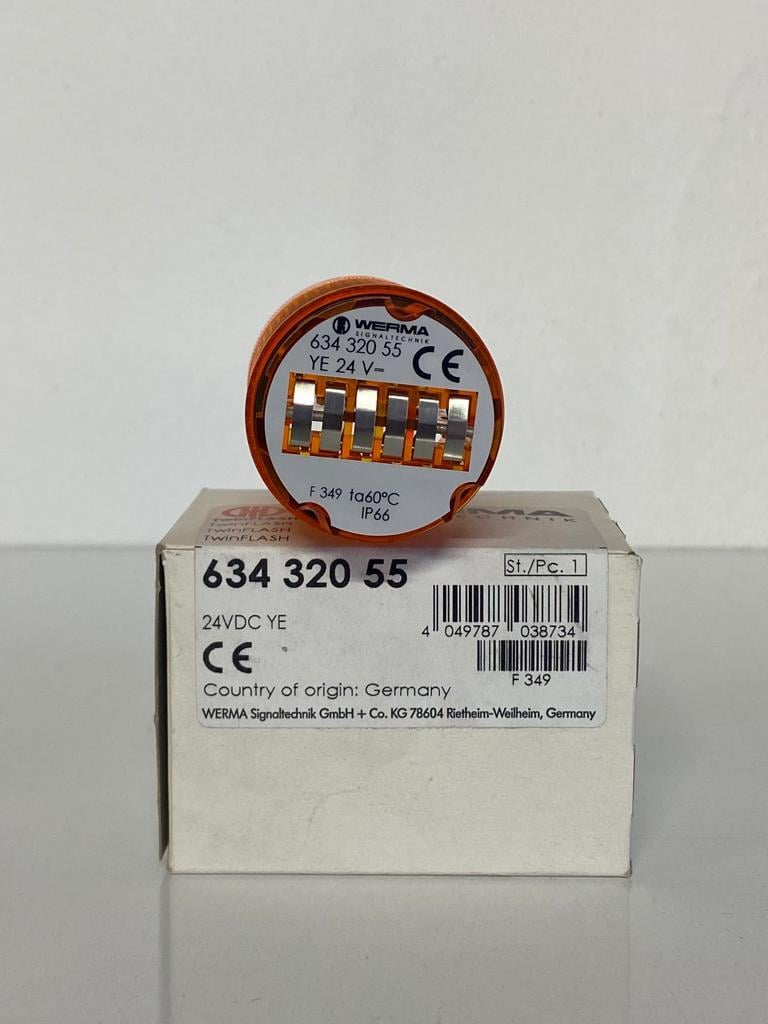 WERMA
SIGNALTECHNIK
634 320 55
YE 24 V
CE
F 349 ta60°C
IP66
TwinFLASH
TwinFLASH
TwinFLASH
634 320 55
St./Pc. 1
24VDC YE
4 049787 038734
CE
F 349
Country of origin: Germany
WERMA Signaltechnik GmbH + Co. KG 78604 Rietheim-Weilheim, Germany